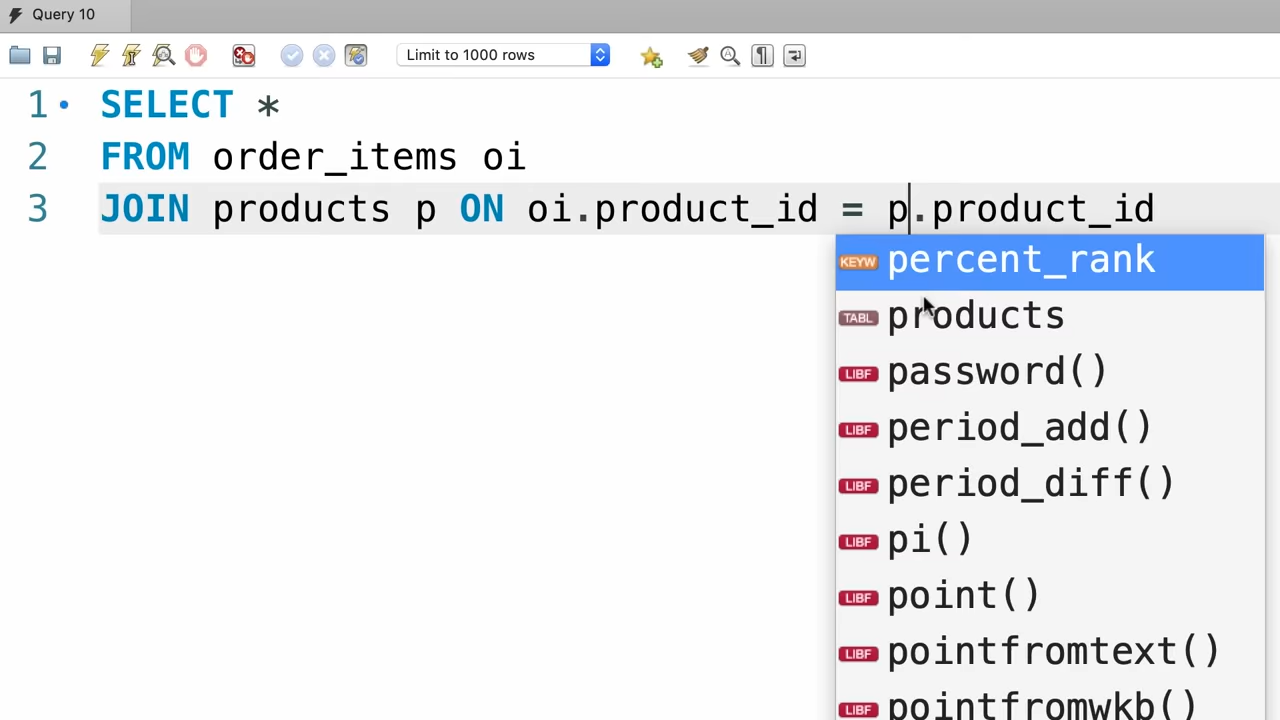 Query 10
Limit to 1000 rows
1 SELECT *
2 FROM order_items oi
3 JOIN products p ON oi.product_id = p.product_id
KEYW percent_rank
TABL products
LIBF password()
LIBF period_add()
LIBF period_diff()
LIBF pi()
LIBF point()
LIBF pointfromtext()
LIBF pointfromwkb()